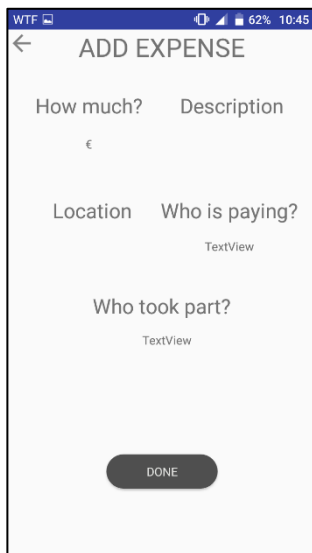 WTF 62% 10:45
ADD EXPENSE
How much? Description
€
Location Who is paying?
TextView
Who took part?
TextView
DONE